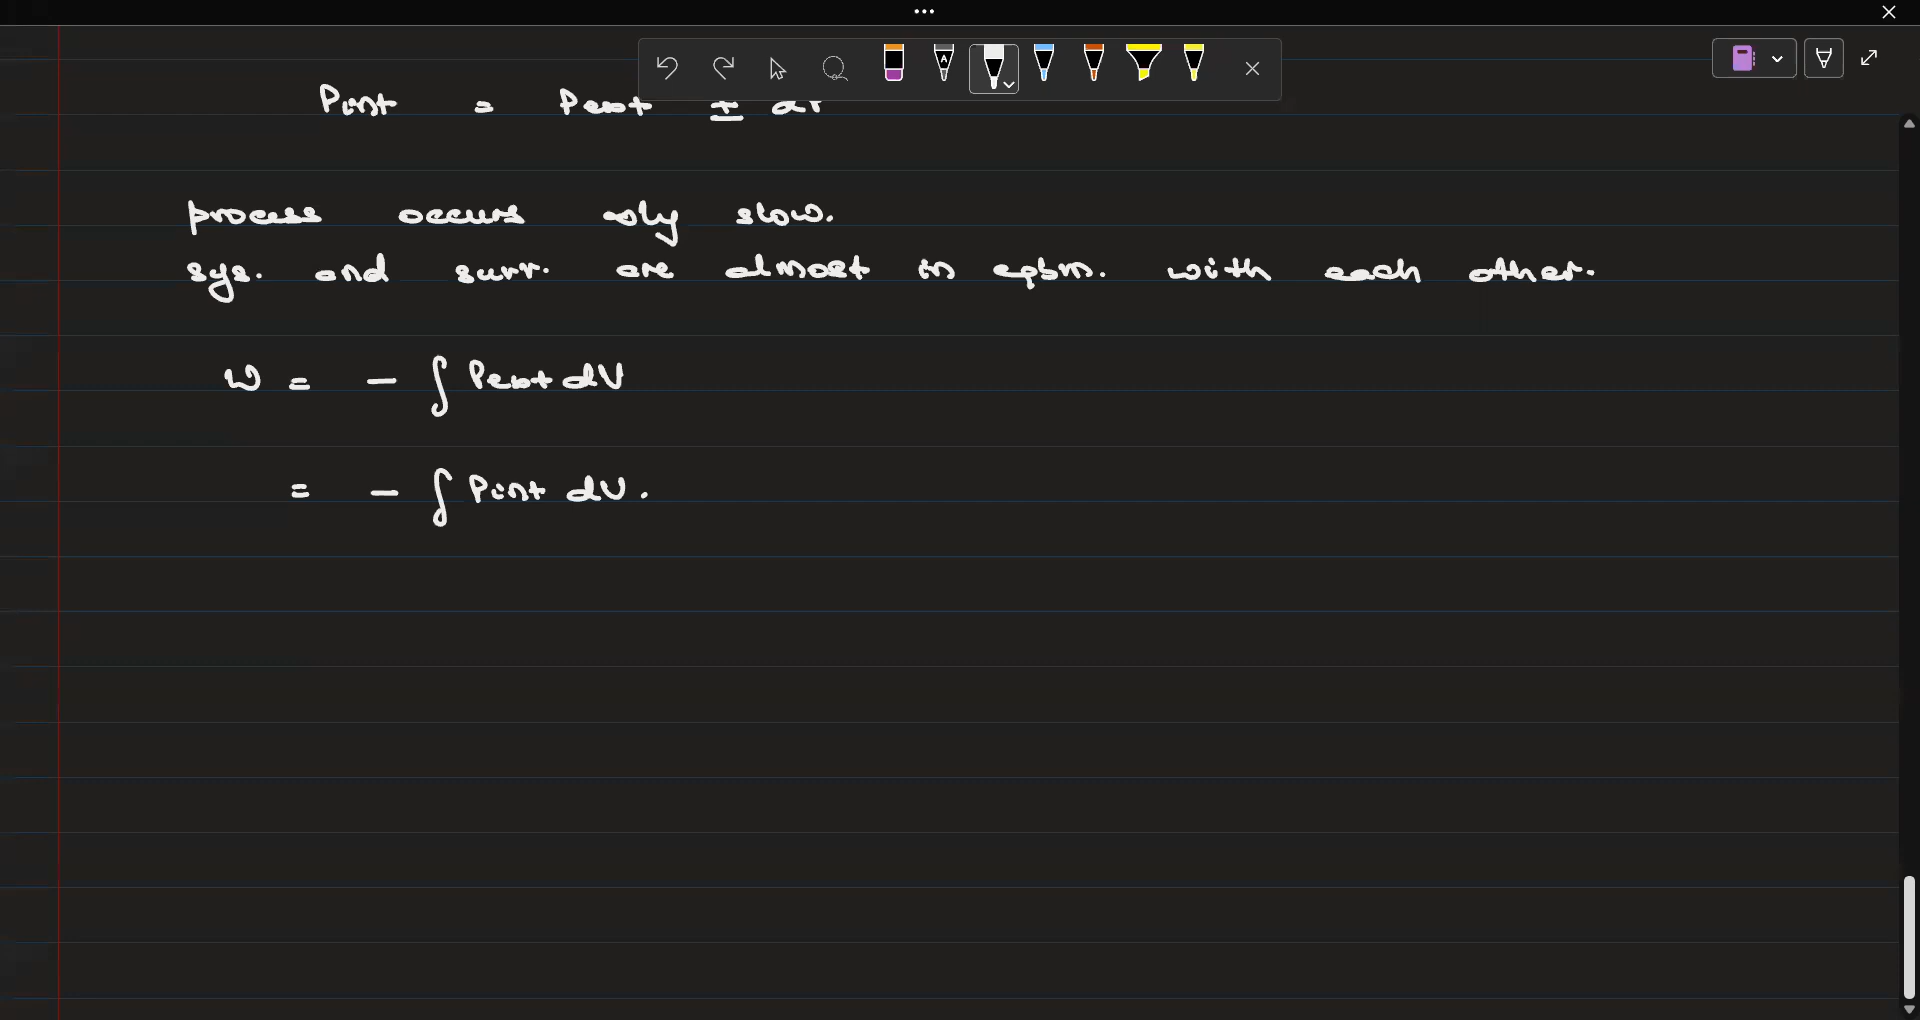 Pint = Pext ± dP
process occurs ∞ly slow.
sys. and surr. are almost in eqbm. with each other.
W = - ∫ Pext dV
= - ∫ Pint dV.